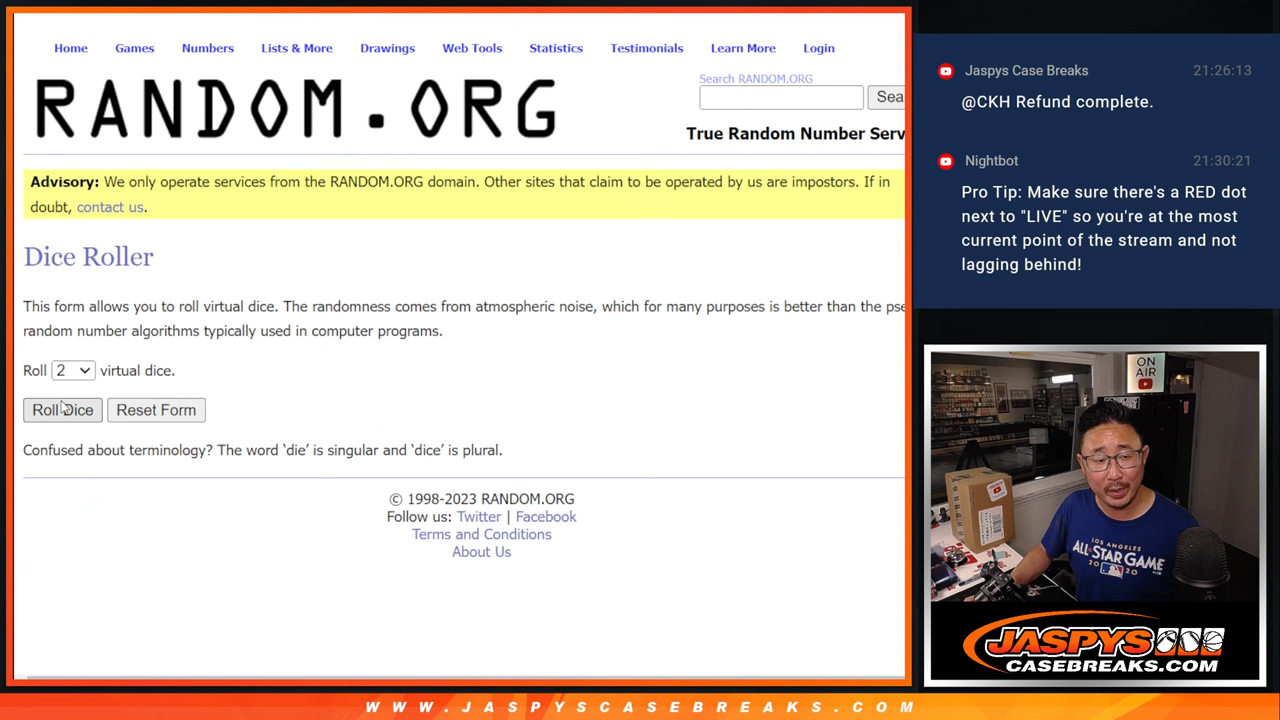 Home Games Numbers Lists & More Drawings Web Tools Statistics Testimonials Learn More Login
RANDOM.ORG
Search RANDOM.ORG
Sea
True Random Number Serv
Advisory: We only operate services from the RANDOM.ORG domain. Other sites that claim to be operated by us are impostors. If in
doubt, contact us.
Dice Roller
This form allows you to roll virtual dice. The randomness comes from atmospheric noise, which for many purposes is better than the pse
random number algorithms typically used in computer programs.
Roll 2 virtual dice.
Roll Dice Reset Form
Confused about terminology? The word ‘die’ is singular and ‘dice’ is plural.
© 1998-2023 RANDOM.ORG
Follow us: Twitter | Facebook
Terms and Conditions
About Us
Jaspys Case Breaks 21:26:13
@CKH Refund complete.
Nightbot 21:30:21
Pro Tip: Make sure there's a RED dot
next to "LIVE" so you're at the most
current point of the stream and not
lagging behind!
ON
AIR
LOS ANGELES
ALL-STAR GAME
2020
JASPYS
CASEBREAKS.COM
WWW.JASPYSCASEBREAKS.COM